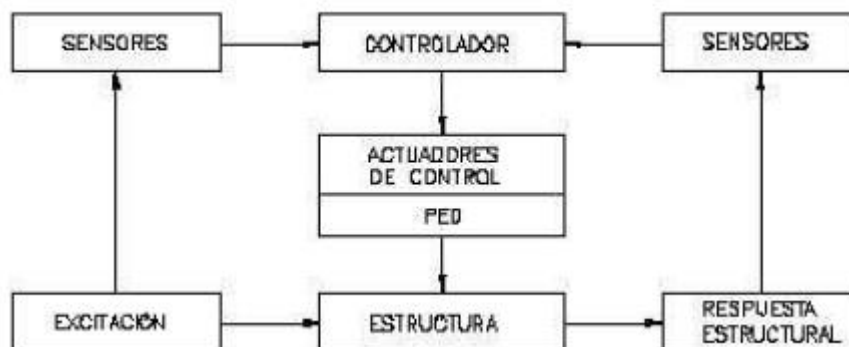 SENSORES
CONTROLADOR
SENSORES
ACTUADORES
DE CONTROL
PED
EXCITACIÓN
ESTRUCTURA
RESPUESTA
ESTRUCTURAL